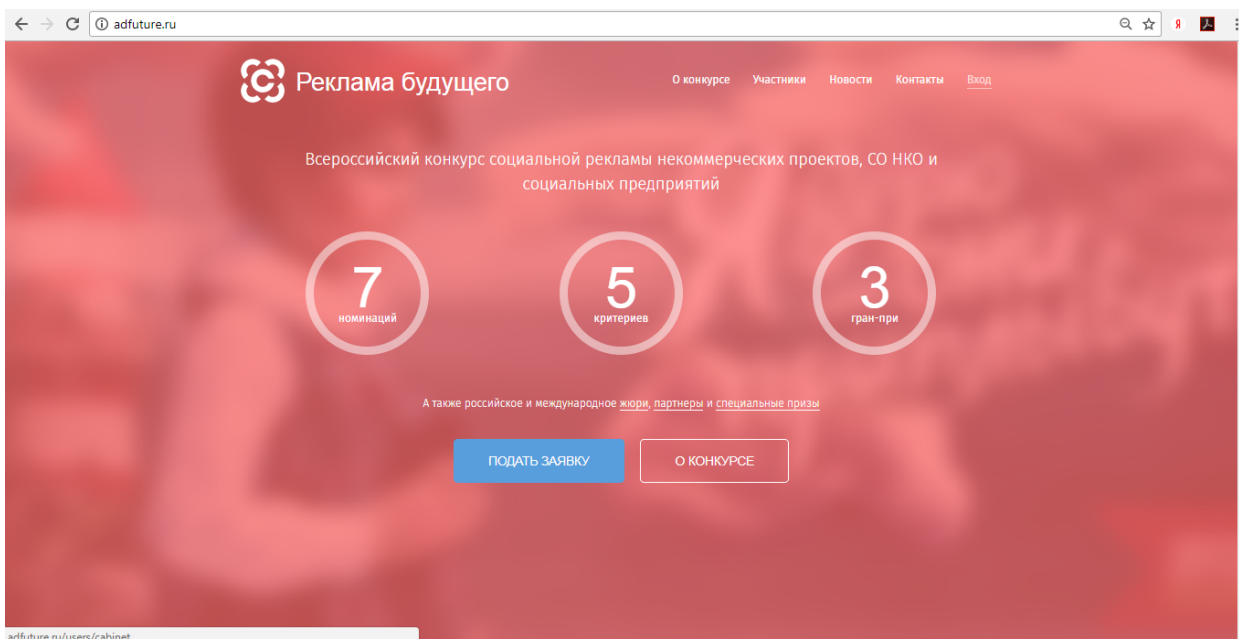 adfuture.ru
Я
С Реклама будущего
О конкурсе Участники Новости Контакты Вход
Всероссийский конкурс социальной рекламы некоммерческих проектов, СО НКО и
социальных предприятий
7
номинаций
5
критериев
3
гран-при
А также российское и международное жюри, партнеры и специальные призы
ПОДАТЬ ЗАЯВКУ
О КОНКУРСЕ
adfuture.ru/users/cabinet